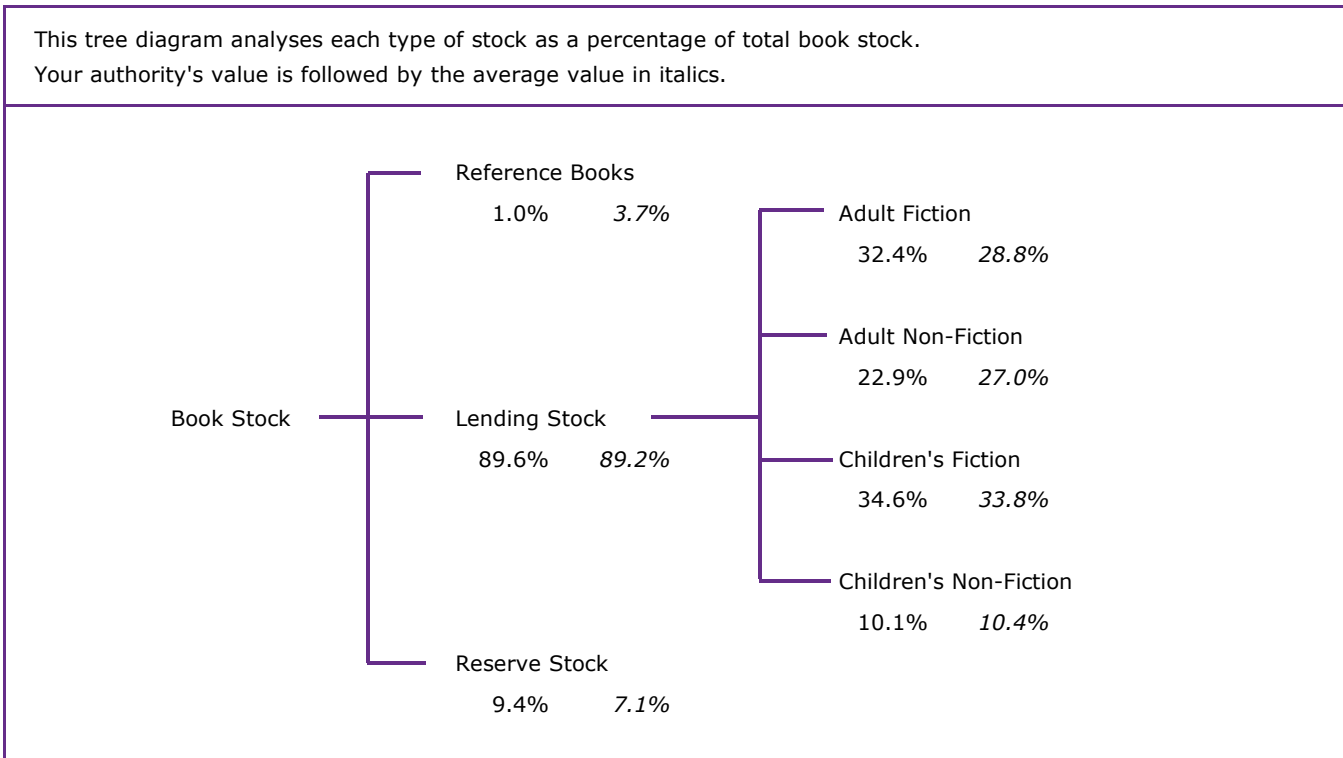 This tree diagram analyses each type of stock as a percentage of total book stock.
Your authority's value is followed by the average value in italics.
Reference Books
1.0% 3.7%
Adult Fiction
32.4% 28.8%
Adult Non-Fiction
22.9% 27.0%
Book Stock
Lending Stock
89.6% 89.2%
Children's Fiction
34.6% 33.8%
Children's Non-Fiction
10.1% 10.4%
Reserve Stock
9.4% 7.1%